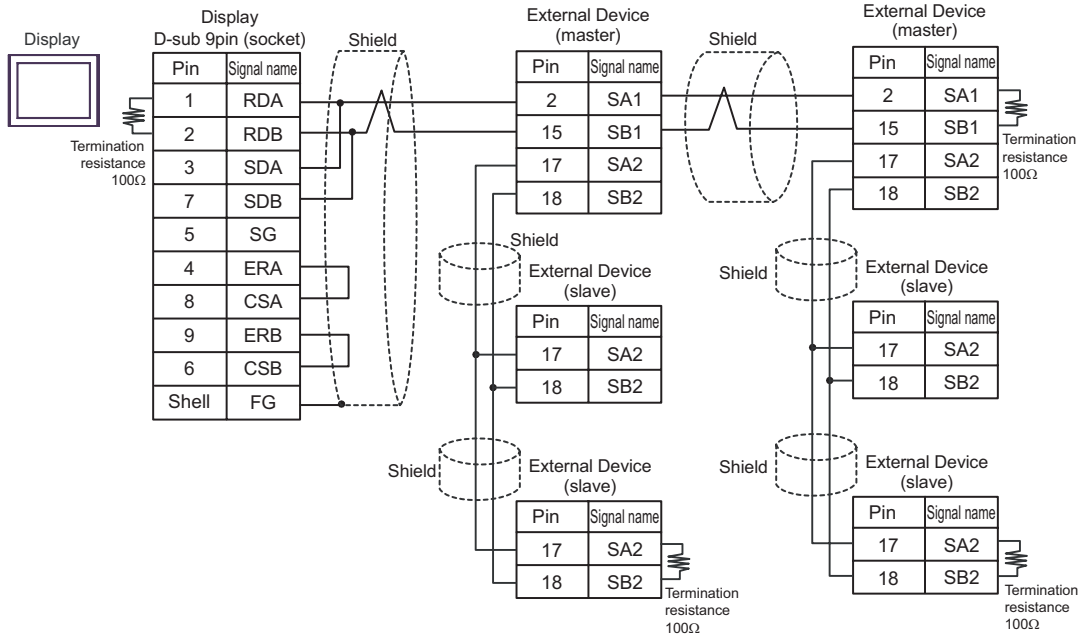 Display
Display
D-sub 9pin (socket)
Pin Signal name
1 RDA
2 RDB
3 SDA
7 SDB
5 SG
4 ERA
8 CSA
9 ERB
6 CSB
Shell FG
Termination
resistance
100Ω
Shield
External Device
(master)
Pin Signal name
2 SA1
15 SB1
17 SA2
18 SB2
Shield
External Device
(master)
Pin Signal name
2 SA1
15 SB1
17 SA2
18 SB2
Termination
resistance
100Ω
Shield
External Device
(slave)
Pin Signal name
17 SA2
18 SB2
Shield
External Device
(slave)
Pin Signal name
17 SA2
18 SB2
Shield
External Device
(slave)
Pin Signal name
17 SA2
18 SB2
Termination
resistance
100Ω
Shield
External Device
(slave)
Pin Signal name
17 SA2
18 SB2
Termination
resistance
100Ω